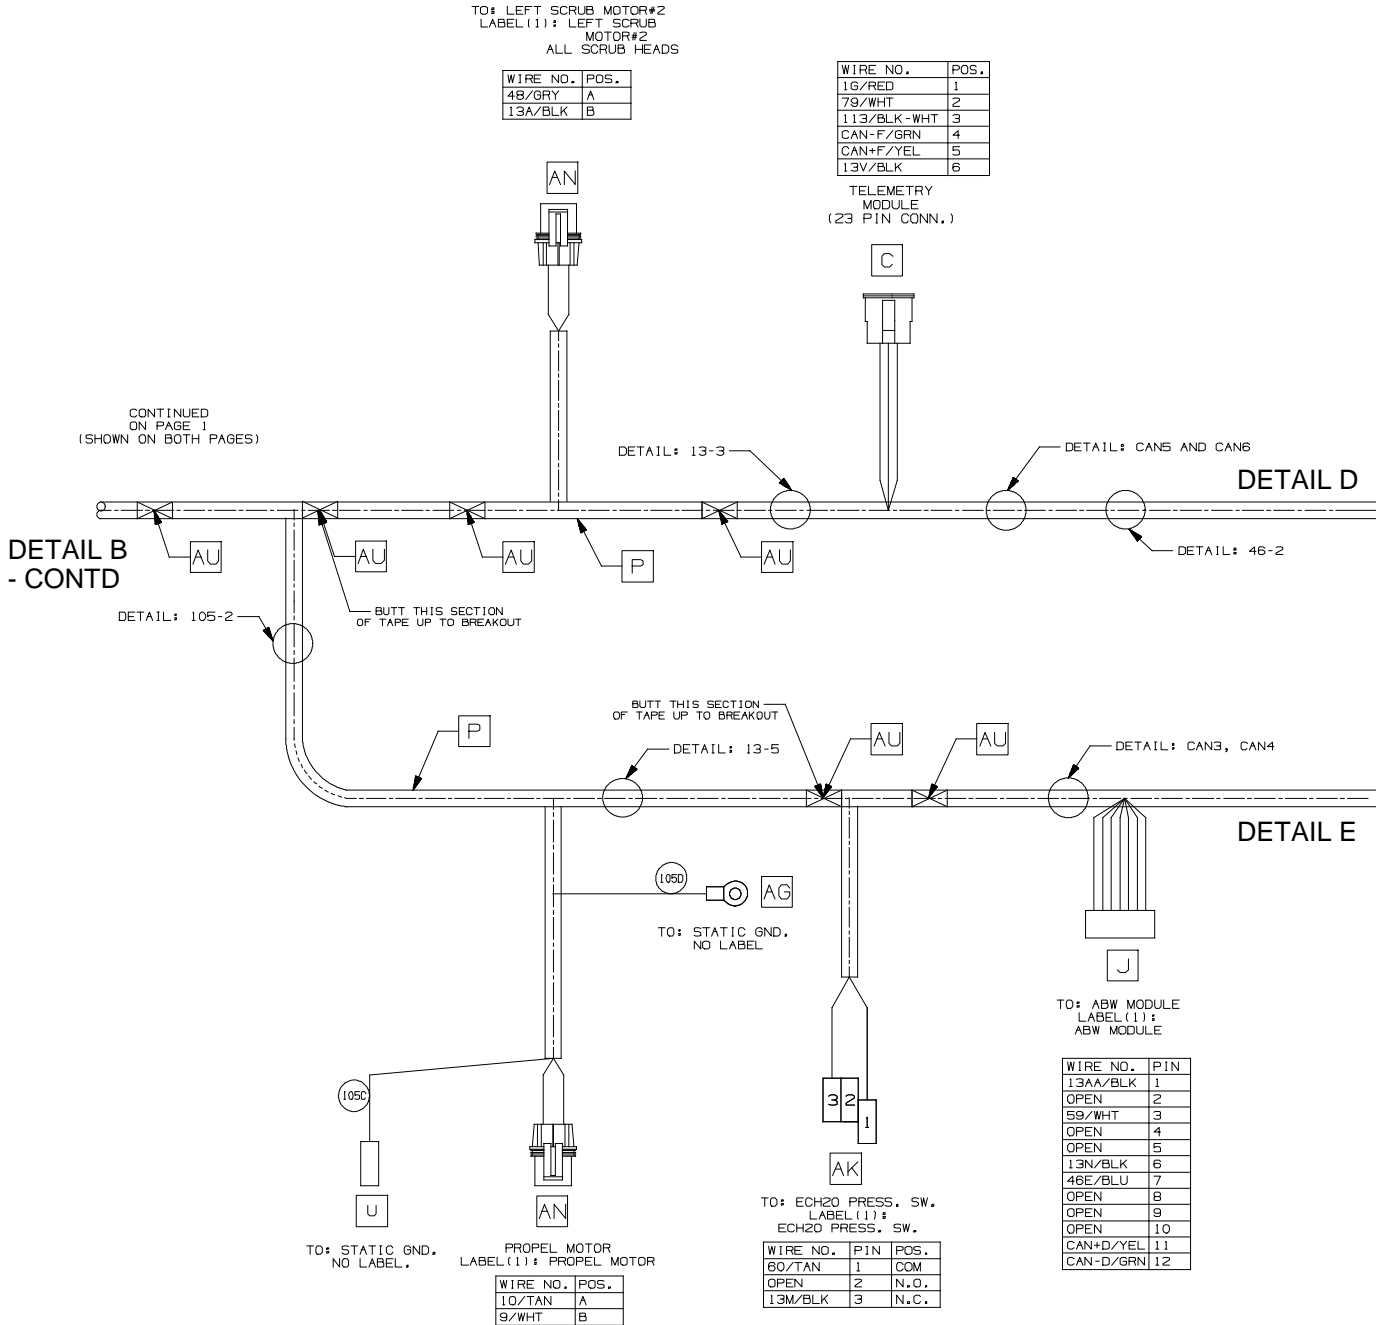 TO: LEFT SCRUB MOTOR#2
LABEL(1): LEFT SCRUB
MOTOR#2
ALL SCRUB HEADS
WIRE NO. POS.
4B/GRY A
13A/BLK B
AN
WIRE NO. POS.
1G/RED 1
79/WHT 2
113/BLK-WHT 3
CAN-F/GRN 4
CAN+F/YEL 5
13V/BLK 6
TELEMETRY
MODULE
(23 PIN CONN.)
C
CONTINUED
ON PAGE 1
(SHOWN ON BOTH PAGES)
DETAIL: 13-3
DETAIL: CAN5 AND CAN6
DETAIL D
DETAIL B
- CONTD
AU
AU
AU
P
AU
DETAIL: 46-2
DETAIL: 105-2
BUTT THIS SECTION
OF TAPE UP TO BREAKOUT
P
BUTT THIS SECTION
OF TAPE UP TO BREAKOUT
DETAIL: 13-5
AU
AU
DETAIL: CAN3, CAN4
DETAIL E
105D
AG
TO: STATIC GND.
NO LABEL
J
TO: ABW MODULE
LABEL(1):
ABW MODULE
WIRE NO. PIN
13AA/BLK 1
OPEN 2
59/WHT 3
OPEN 4
OPEN 5
13N/BLK 6
46E/BLU 7
OPEN 8
OPEN 9
OPEN 10
CAN+D/YEL 11
CAN-D/GRN 12
105C
U
TO: STATIC GND.
NO LABEL.
AN
PROPEL MOTOR
LABEL(1): PROPEL MOTOR
WIRE NO. POS.
10/TAN A
9/WHT B
3 2
1
AK
TO: ECH2O PRESS. SW.
LABEL(1):
ECH2O PRESS. SW.
WIRE NO. PIN POS.
60/TAN 1 COM
OPEN 2 N.O.
13M/BLK 3 N.C.